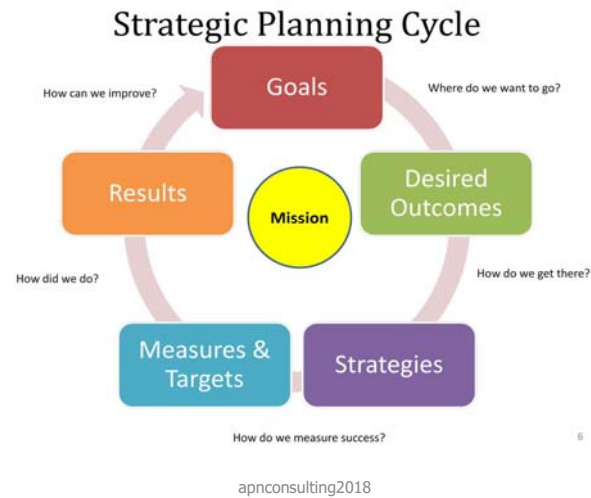 Strategic Planning Cycle
Goals
How can we improve?
Where do we want to go?
Results
Desired
Outcomes
Mission
How did we do?
How do we get there?
Measures &
Targets
Strategies
How do we measure success?
6
apnconsulting2018